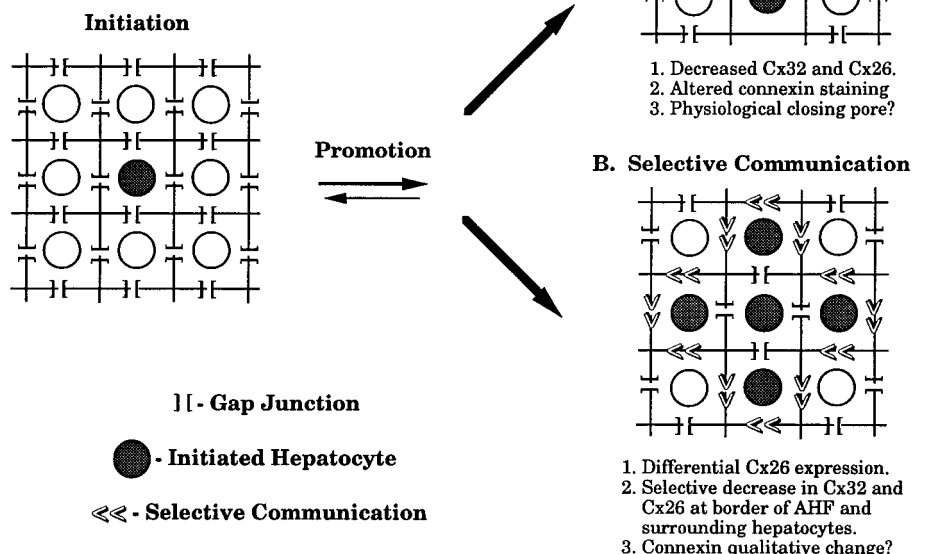 Initiation
1. Decreased Cx32 and Cx26.
2. Altered connexin staining
3. Physiological closing pore?
Promotion
B. Selective Communication
][ - Gap Junction
- Initiated Hepatocyte
<< - Selective Communication
1. Differential Cx26 expression.
2. Selective decrease in Cx32 and
Cx26 at border of AHF and
surrounding hepatocytes.
3. Connexin qualitative change?